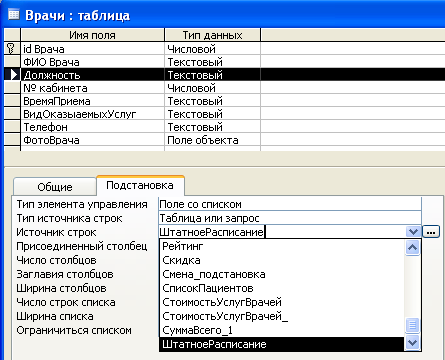 Врачи : таблица
Имя поля Тип данных
id Врача Числовой
ФИО Врача Текстовый
Должность Текстовый
№ кабинета Числовой
ВремяПриема Текстовый
ВидОказыаемыхУслуг Текстовый
Телефон Текстовый
ФотоВрача Поле объекта
Общие Подстановка
Тип элемента управления Поле со списком
Тип источника строк Таблица или запрос
Источник строк ШтатноеРасписание ...
Присоединенный столбец Рейтинг
Число столбцов Скидка
Заглавия столбцов Смена_подстановка
Ширина столбцов СписокПациентов
Число строк списка СтоимостьУслугВрачей
Ширина списка СтоимостьУслугВрачей_
Ограничиться списком СуммаВсего_1
ШтатноеРасписание